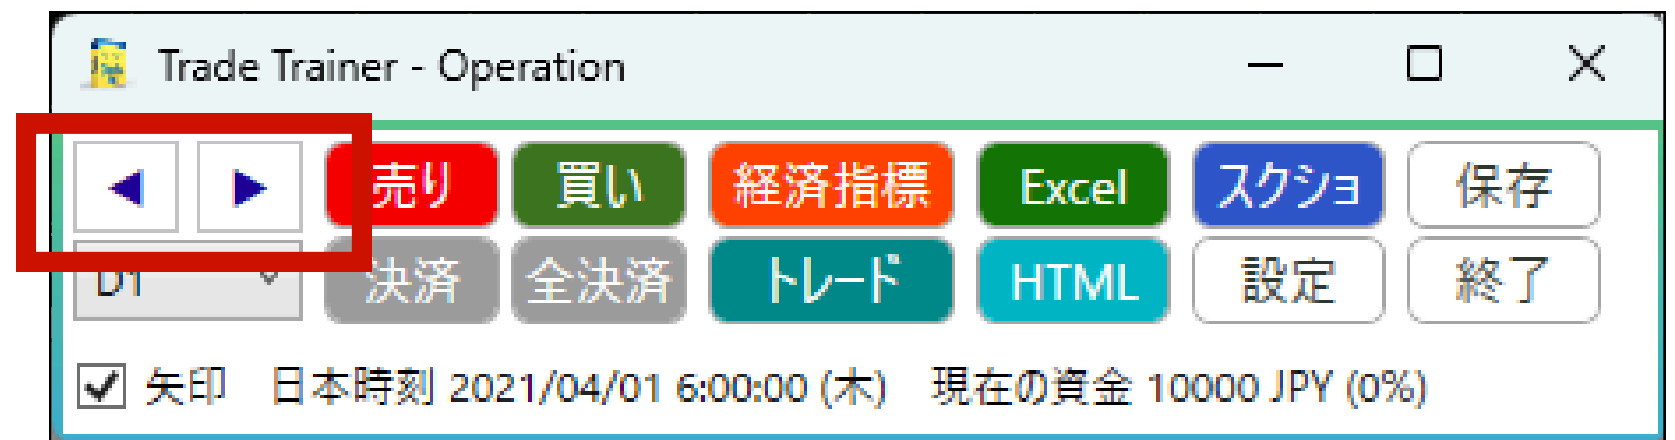 Trade Trainer - Operation
売り 買い 経済指標 Excel スクショ 保存
D1 決済 全決済 トレード HTML 設定 終了
矢印 日本時刻 2021/04/01 6:00:00 (木) 現在の資金 10000 JPY (0%)